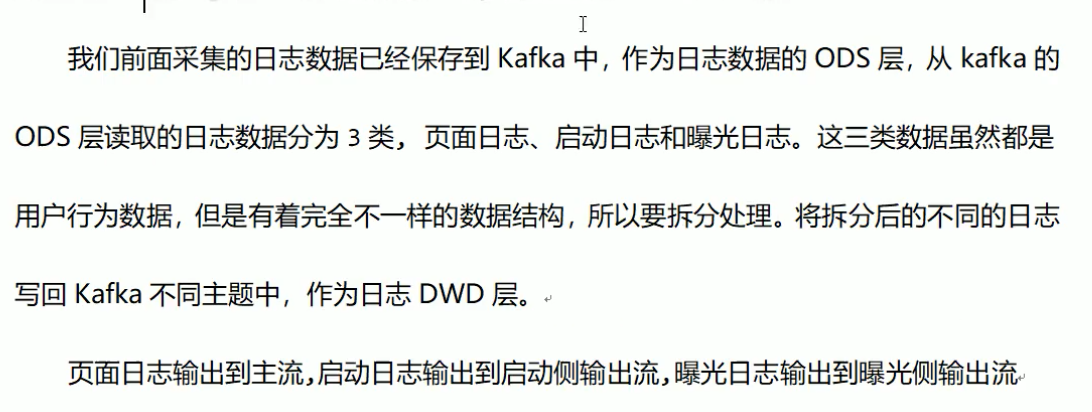 我们前面采集的日志数据已经保存到 Kafka 中，作为日志数据的 ODS 层，从 kafka 的
ODS 层读取的日志数据分为 3 类， 页面日志、启动日志和曝光日志。这三类数据虽然都是
用户行为数据，但是有着完全不一样的数据结构，所以要拆分处理。将拆分后的不同的日志
写回 Kafka 不同主题中，作为日志 DWD 层。
页面日志输出到主流,启动日志输出到启动侧输出流,曝光日志输出到曝光侧输出流